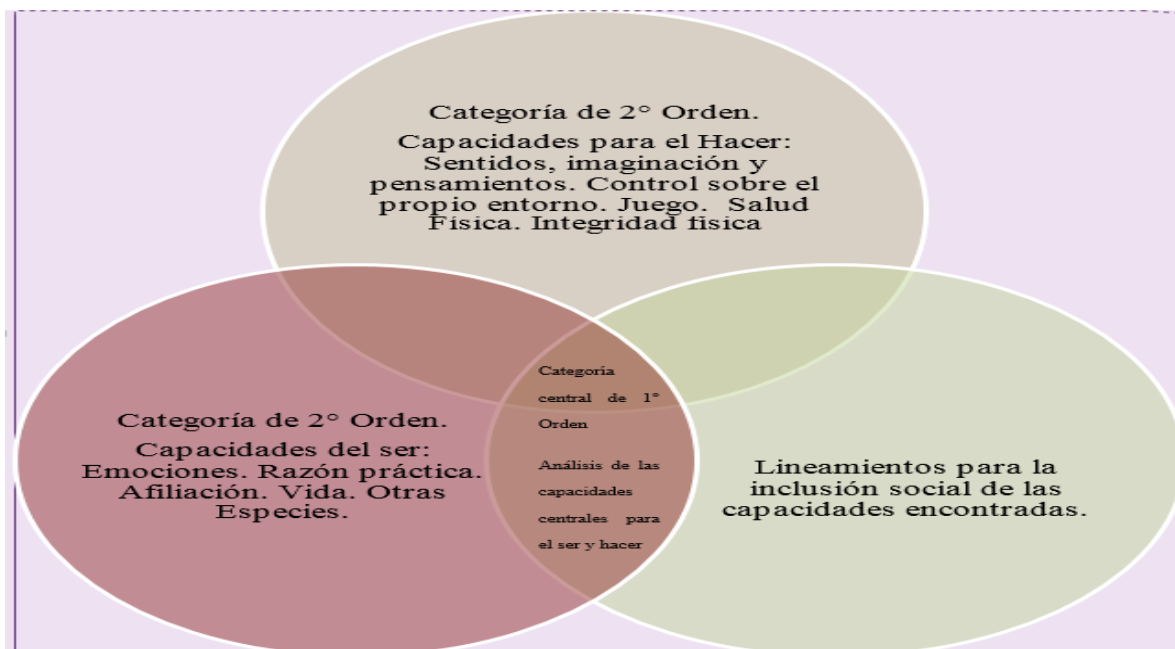 Categoría de 2° Orden.
Capacidades para el Hacer:
Sentidos, imaginación y
pensamientos. Control sobre el
propio entorno. Juego. Salud
Física. Integridad física
Categoría de 2° Orden.
Capacidades del ser:
Emociones. Razón práctica.
Afiliación. Vida. Otras
Especies.
Categoría
central de 1°
Orden
Análisis de las
capacidades
centrales para
el ser y hacer
Lineamientos para la
inclusión social de las
capacidades encontradas.